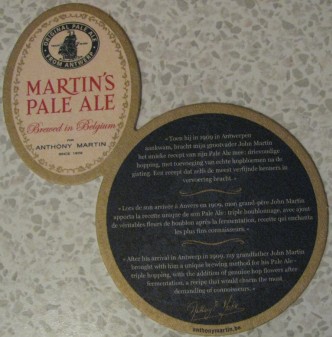 ORIGINAL PALE ALE
FROM ANTWERP
MARTIN'S
PALE ALE
Brewed in Belgium
FOR
ANTHONY MARTIN
SINCE 1909
« Toen hij in 1909 in Antwerpen
aankwam, bracht mijn grootvader John Martin
het unieke recept van zijn Pale Ale mee : drievoudige
hopping, met toevoeging van echte hopbloemen na de
gisting. Een recept dat zelfs de meest verfijnde kenners in
vervoering bracht. »
« Lors de son arrivée à Anvers en 1909, mon grand-père John Martin
apporta la recette unique de son Pale Ale : triple houblonnage, avec ajout
de véritables fleurs de houblon après la fermentation, recette qui enchante
les plus fins connaisseurs. »
« After his arrival in Antwerp in 1909, my grandfather John Martin
brought with him a unique brewing method for his Pale Ale -
triple hopping, with the addition of genuine hop flowers after
fermentation, a recipe that would charm the most
demanding of connoisseurs. »
anthonymartin.be